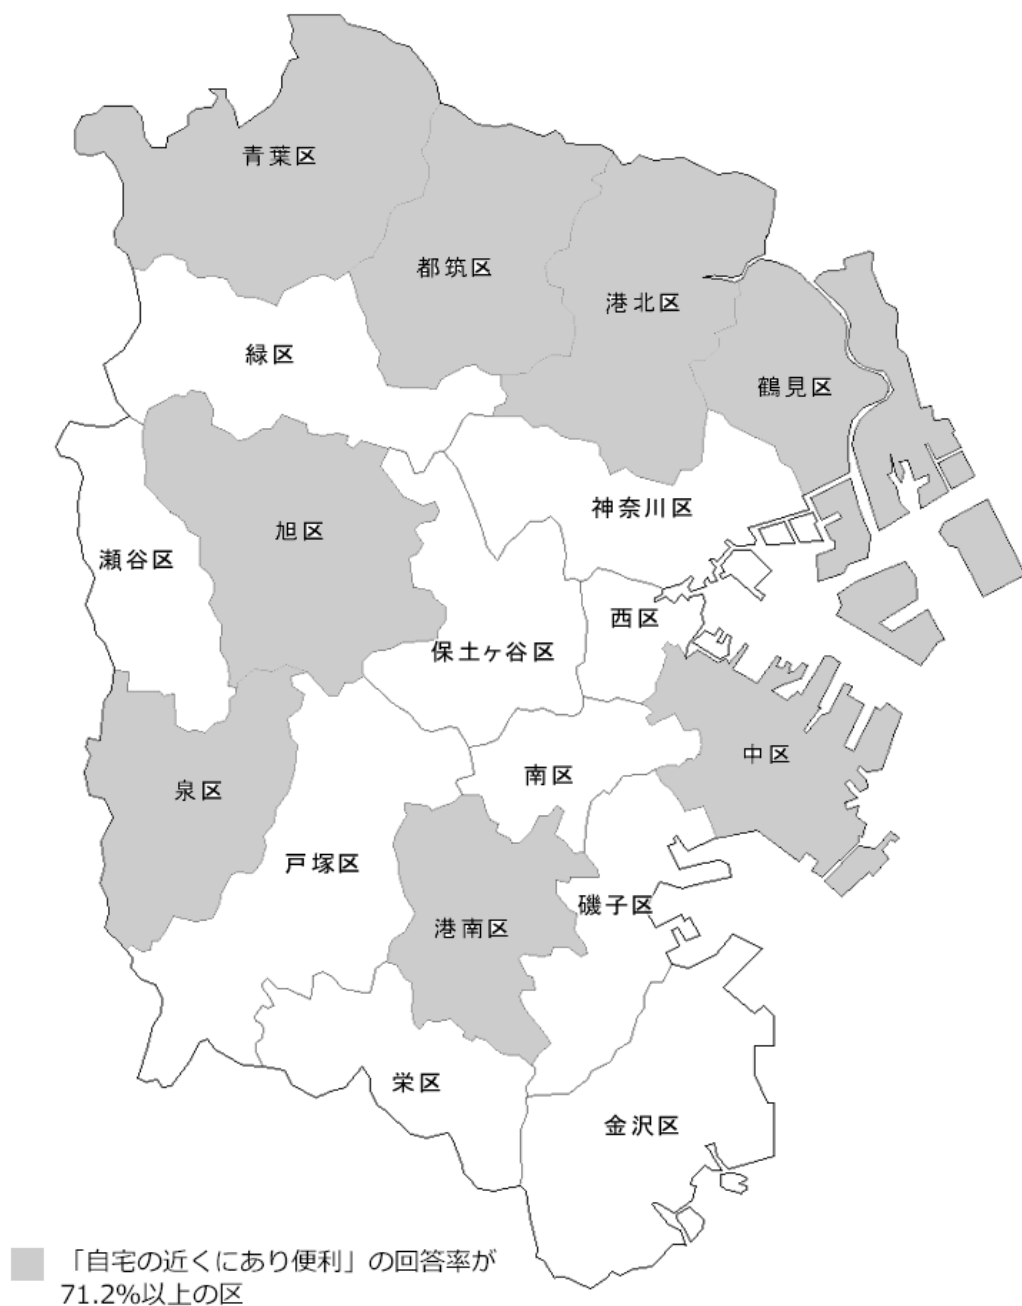 青葉区
都筑区
港北区
緑区
鶴見区
神奈川区
旭区
瀬谷区
西区
保土ヶ谷区
中区
南区
泉区
戸塚区
磯子区
港南区
栄区
金沢区
「自宅の近くにあり便利」の回答率が
71.2%以上の区